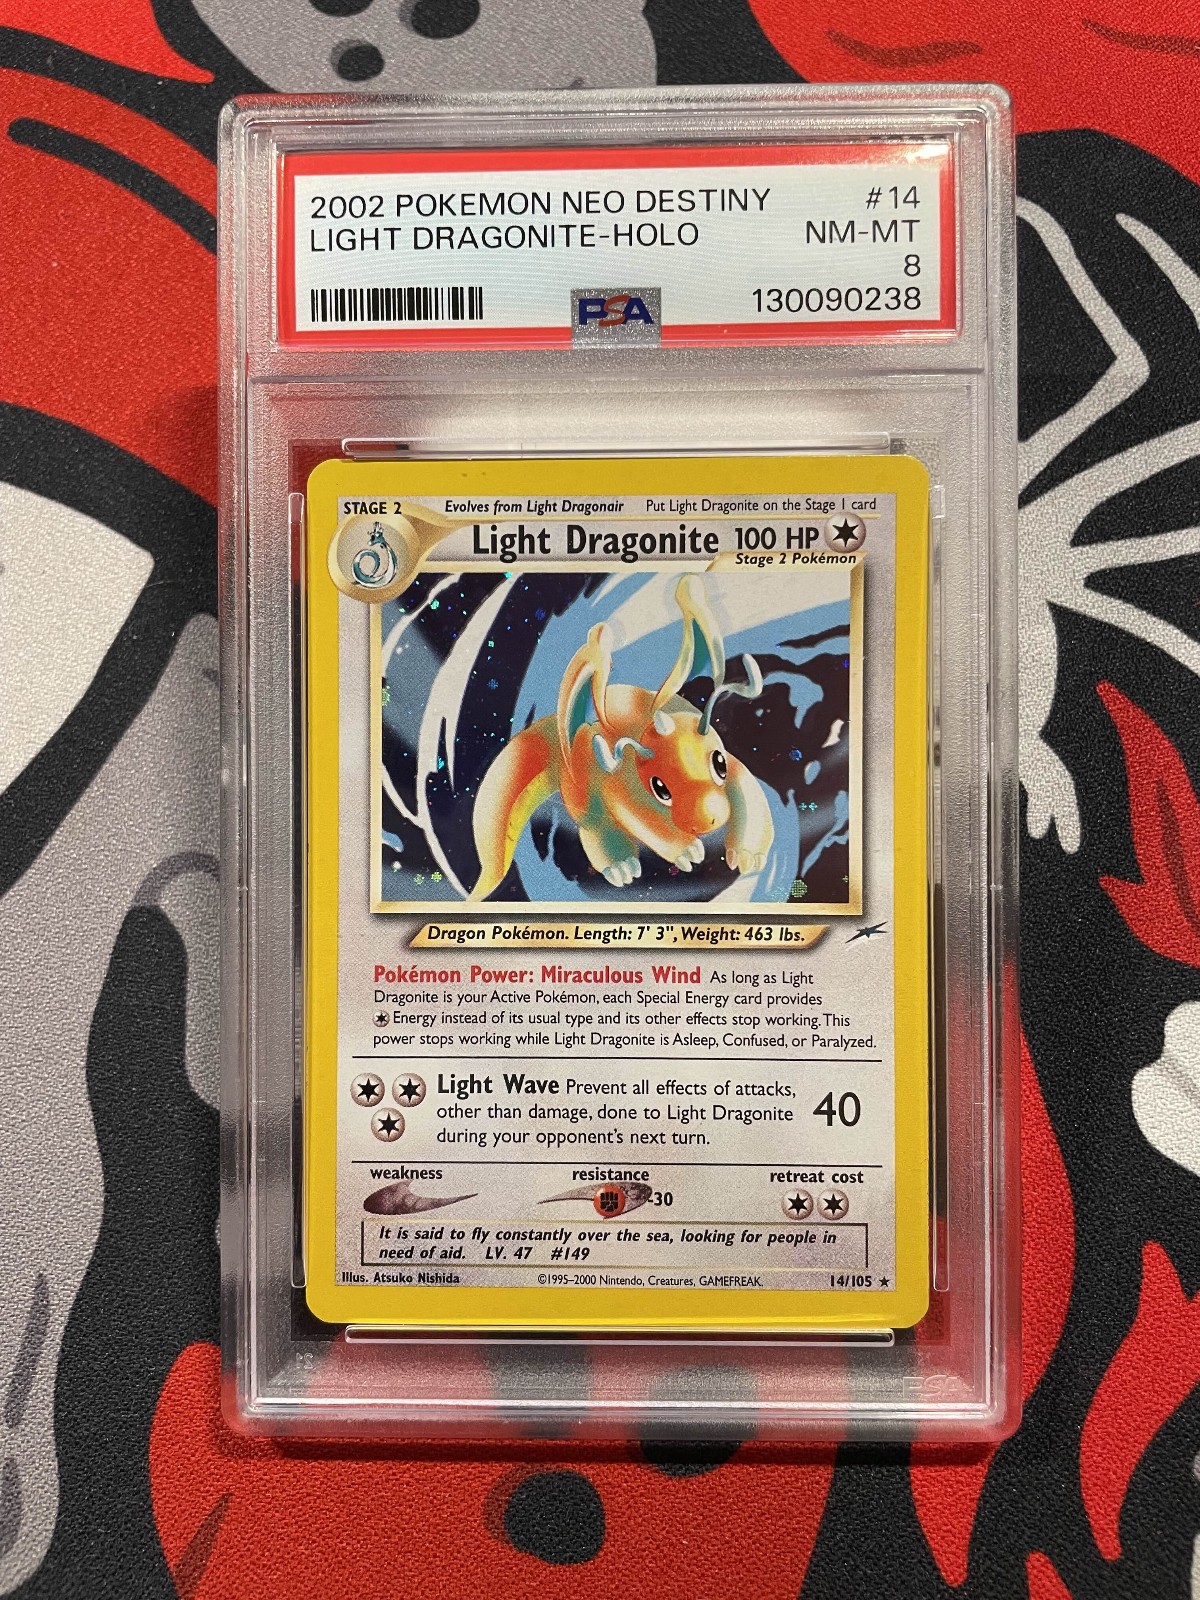 2002 POKEMON NEO DESTINY #14
LIGHT DRAGONITE-HOLO NM-MT
8
PSA 130090238
STAGE 2 Evolves from Light Dragonair Put Light Dragonite on the Stage 1 card
Light Dragonite 100 HP
Stage 2 Pokémon
Dragon Pokémon. Length: 7' 3", Weight: 463 lbs.
Pokémon Power: Miraculous Wind As long as Light
Dragonite is your Active Pokémon, each Special Energy card provides
Energy instead of its usual type and its other effects stop working. This
power stops working while Light Dragonite is Asleep, Confused, or Paralyzed.
Light Wave Prevent all effects of attacks,
other than damage, done to Light Dragonite 40
during your opponent's next turn.
weakness resistance retreat cost
-30
It is said to fly constantly over the sea, looking for people in
need of aid. LV. 47 #149
Illus. Atsuko Nishida ©1995–2000 Nintendo, Creatures, GAMEFREAK. 14/105 ★
PSA